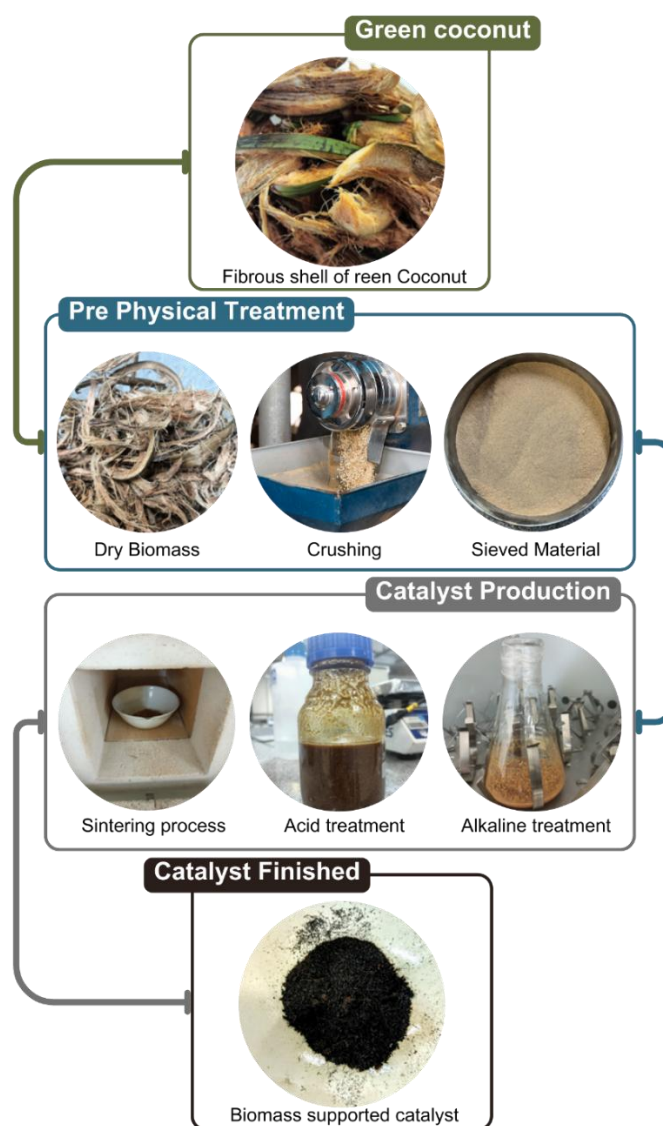 Green coconut
Fibrous shell of reen Coconut
Pre Physical Treatment
Dry Biomass
Crushing
Sieved Material
Catalyst Production
Sintering process
Acid treatment
Alkaline treatment
Catalyst Finished
Biomass supported catalyst